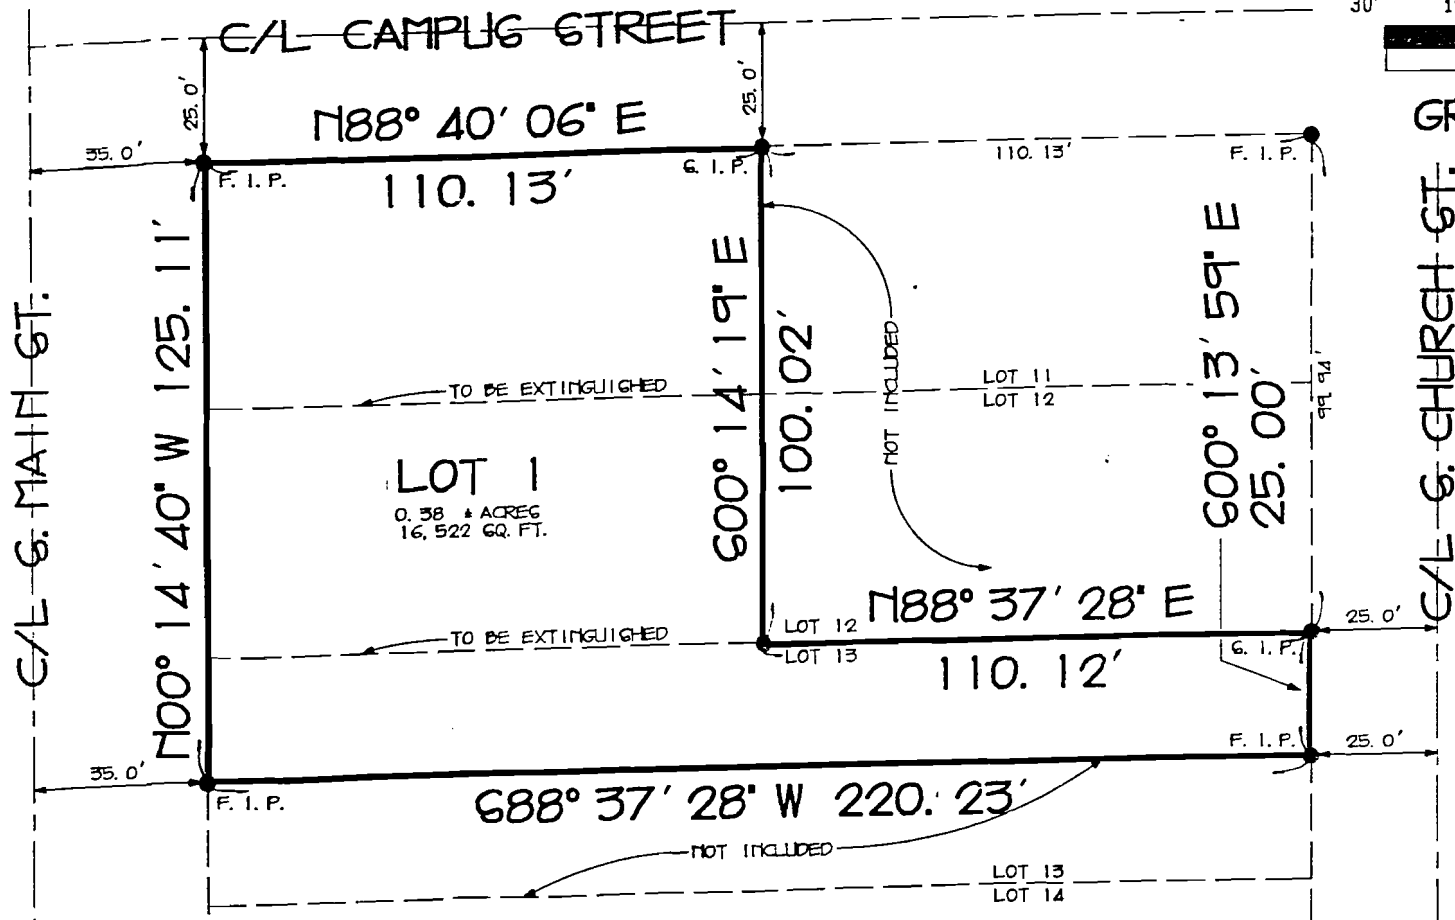 30'
C/L CAMPUS STREET
25.0'
25.0'
N88° 40' 06" E
35.0'
F. I. P.
110. 13'
S. I. P.
110. 13'
F. I. P.
C/L S. MAIN ST.
N00° 14' 40" W 125. 11'
S00° 14' 19" E
100. 02'
NOT INCLUDED
S00° 13' 59" E
25. 00'
99. 94'
C/L S. CHURCH ST.
TO BE EXTINGUISHED
LOT 11
LOT 12
LOT 1
0. 38 ± ACRES
16, 522 SQ. FT.
N88° 37' 28" E
TO BE EXTINGUISHED
LOT 12
LOT 13
110. 12'
S. I. P.
25. 0'
35. 0'
F. I. P.
F. I. P.
25. 0'
S88° 37' 28" W 220. 23'
NOT INCLUDED
LOT 13
LOT 14